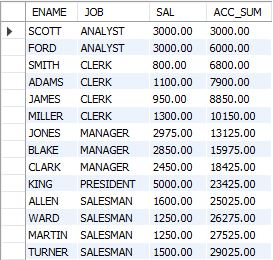 ENAME JOB SAL ACC_SUM
SCOTT ANALYST 3000.00 3000.00
FORD ANALYST 3000.00 6000.00
SMITH CLERK 800.00 6800.00
ADAMS CLERK 1100.00 7900.00
JAMES CLERK 950.00 8850.00
MILLER CLERK 1300.00 10150.00
JONES MANAGER 2975.00 13125.00
BLAKE MANAGER 2850.00 15975.00
CLARK MANAGER 2450.00 18425.00
KING PRESIDENT 5000.00 23425.00
ALLEN SALESMAN 1600.00 25025.00
WARD SALESMAN 1250.00 26275.00
MARTIN SALESMAN 1250.00 27525.00
TURNER SALESMAN 1500.00 29025.00